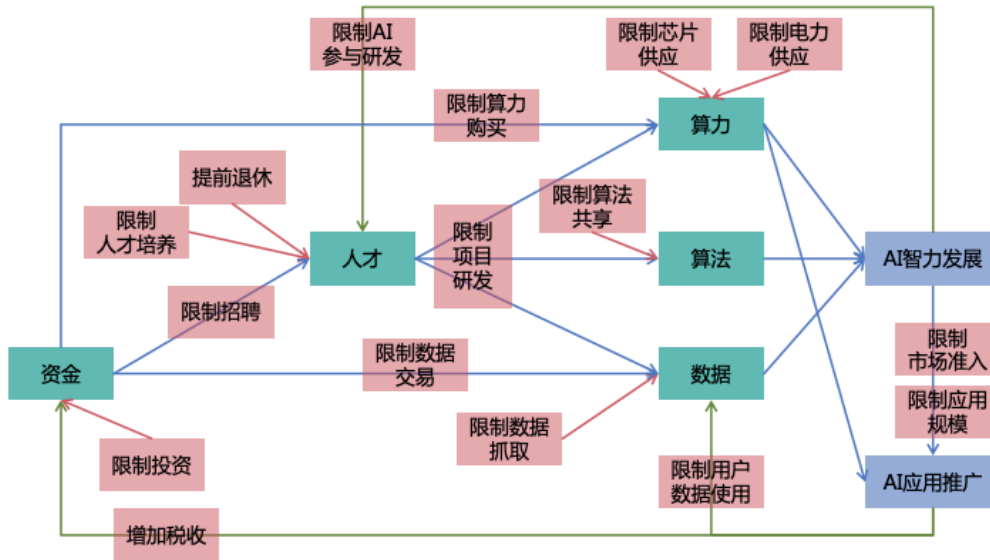 限制AI
参与研发
限制芯片
供应
限制电力
供应
限制算力
购买
算力
提前退休
限制
人才培养
限制算法
共享
人才
限制
项目
研发
算法
AI智力发展
限制招聘
资金
限制数据
交易
数据
限制
市场准入
限制应用
规模
限制数据
抓取
限制投资
限制用户
数据使用
AI应用推广
增加税收